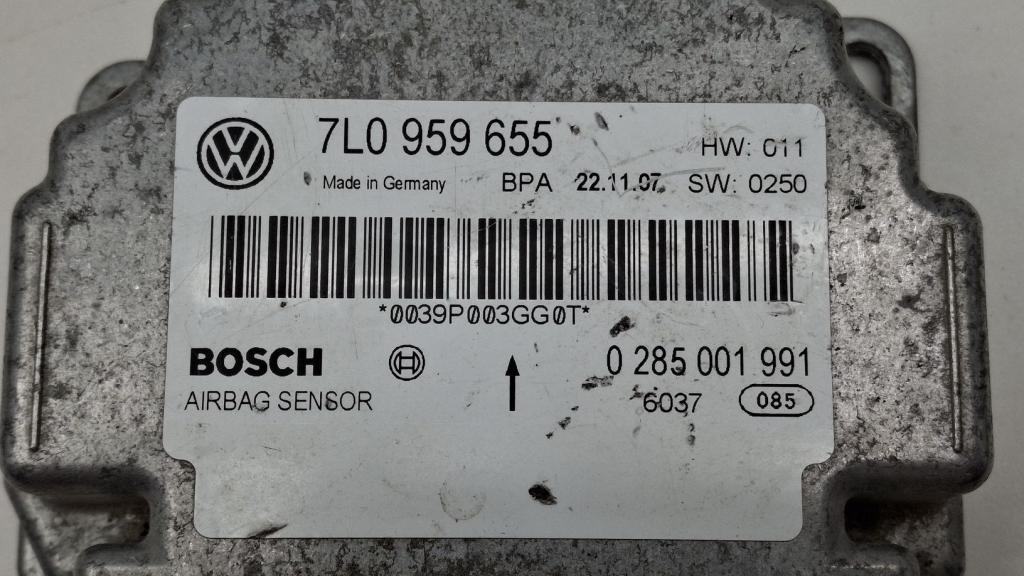 7L0 959 655
HW: 011
Made in Germany BPA 22.11.07. SW: 0250
*0039P003GG0T*
BOSCH 0 285 001 991
AIRBAG SENSOR 6037 085